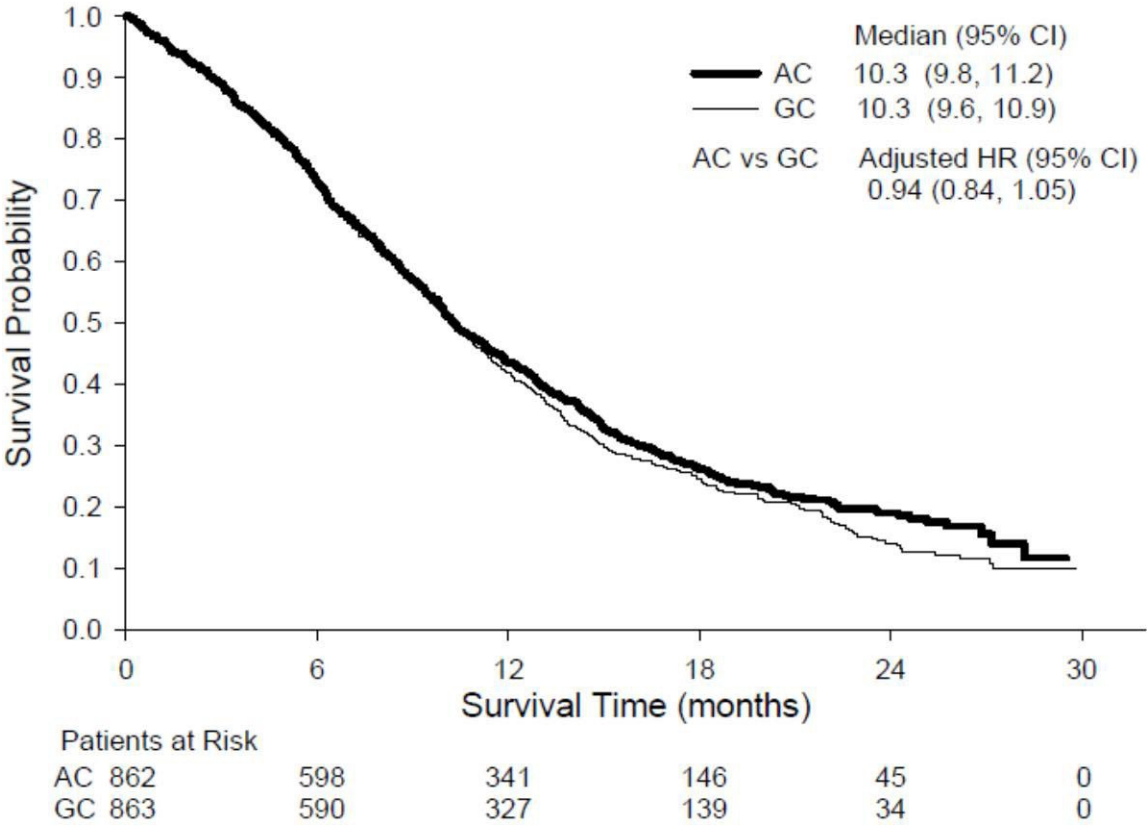 Median (95% CI)
AC 10.3 (9.8, 11.2)
GC 10.3 (9.6, 10.9)
AC vs GC Adjusted HR (95% CI)
0.94 (0.84, 1.05)
Survival Probability
1.0
0.9
0.8
0.7
0.6
0.5
0.4
0.3
0.2
0.1
0.0
0 6 12 18 24 30
Survival Time (months)
Patients at Risk
AC 862 598 341 146 45 0
GC 863 590 327 139 34 0